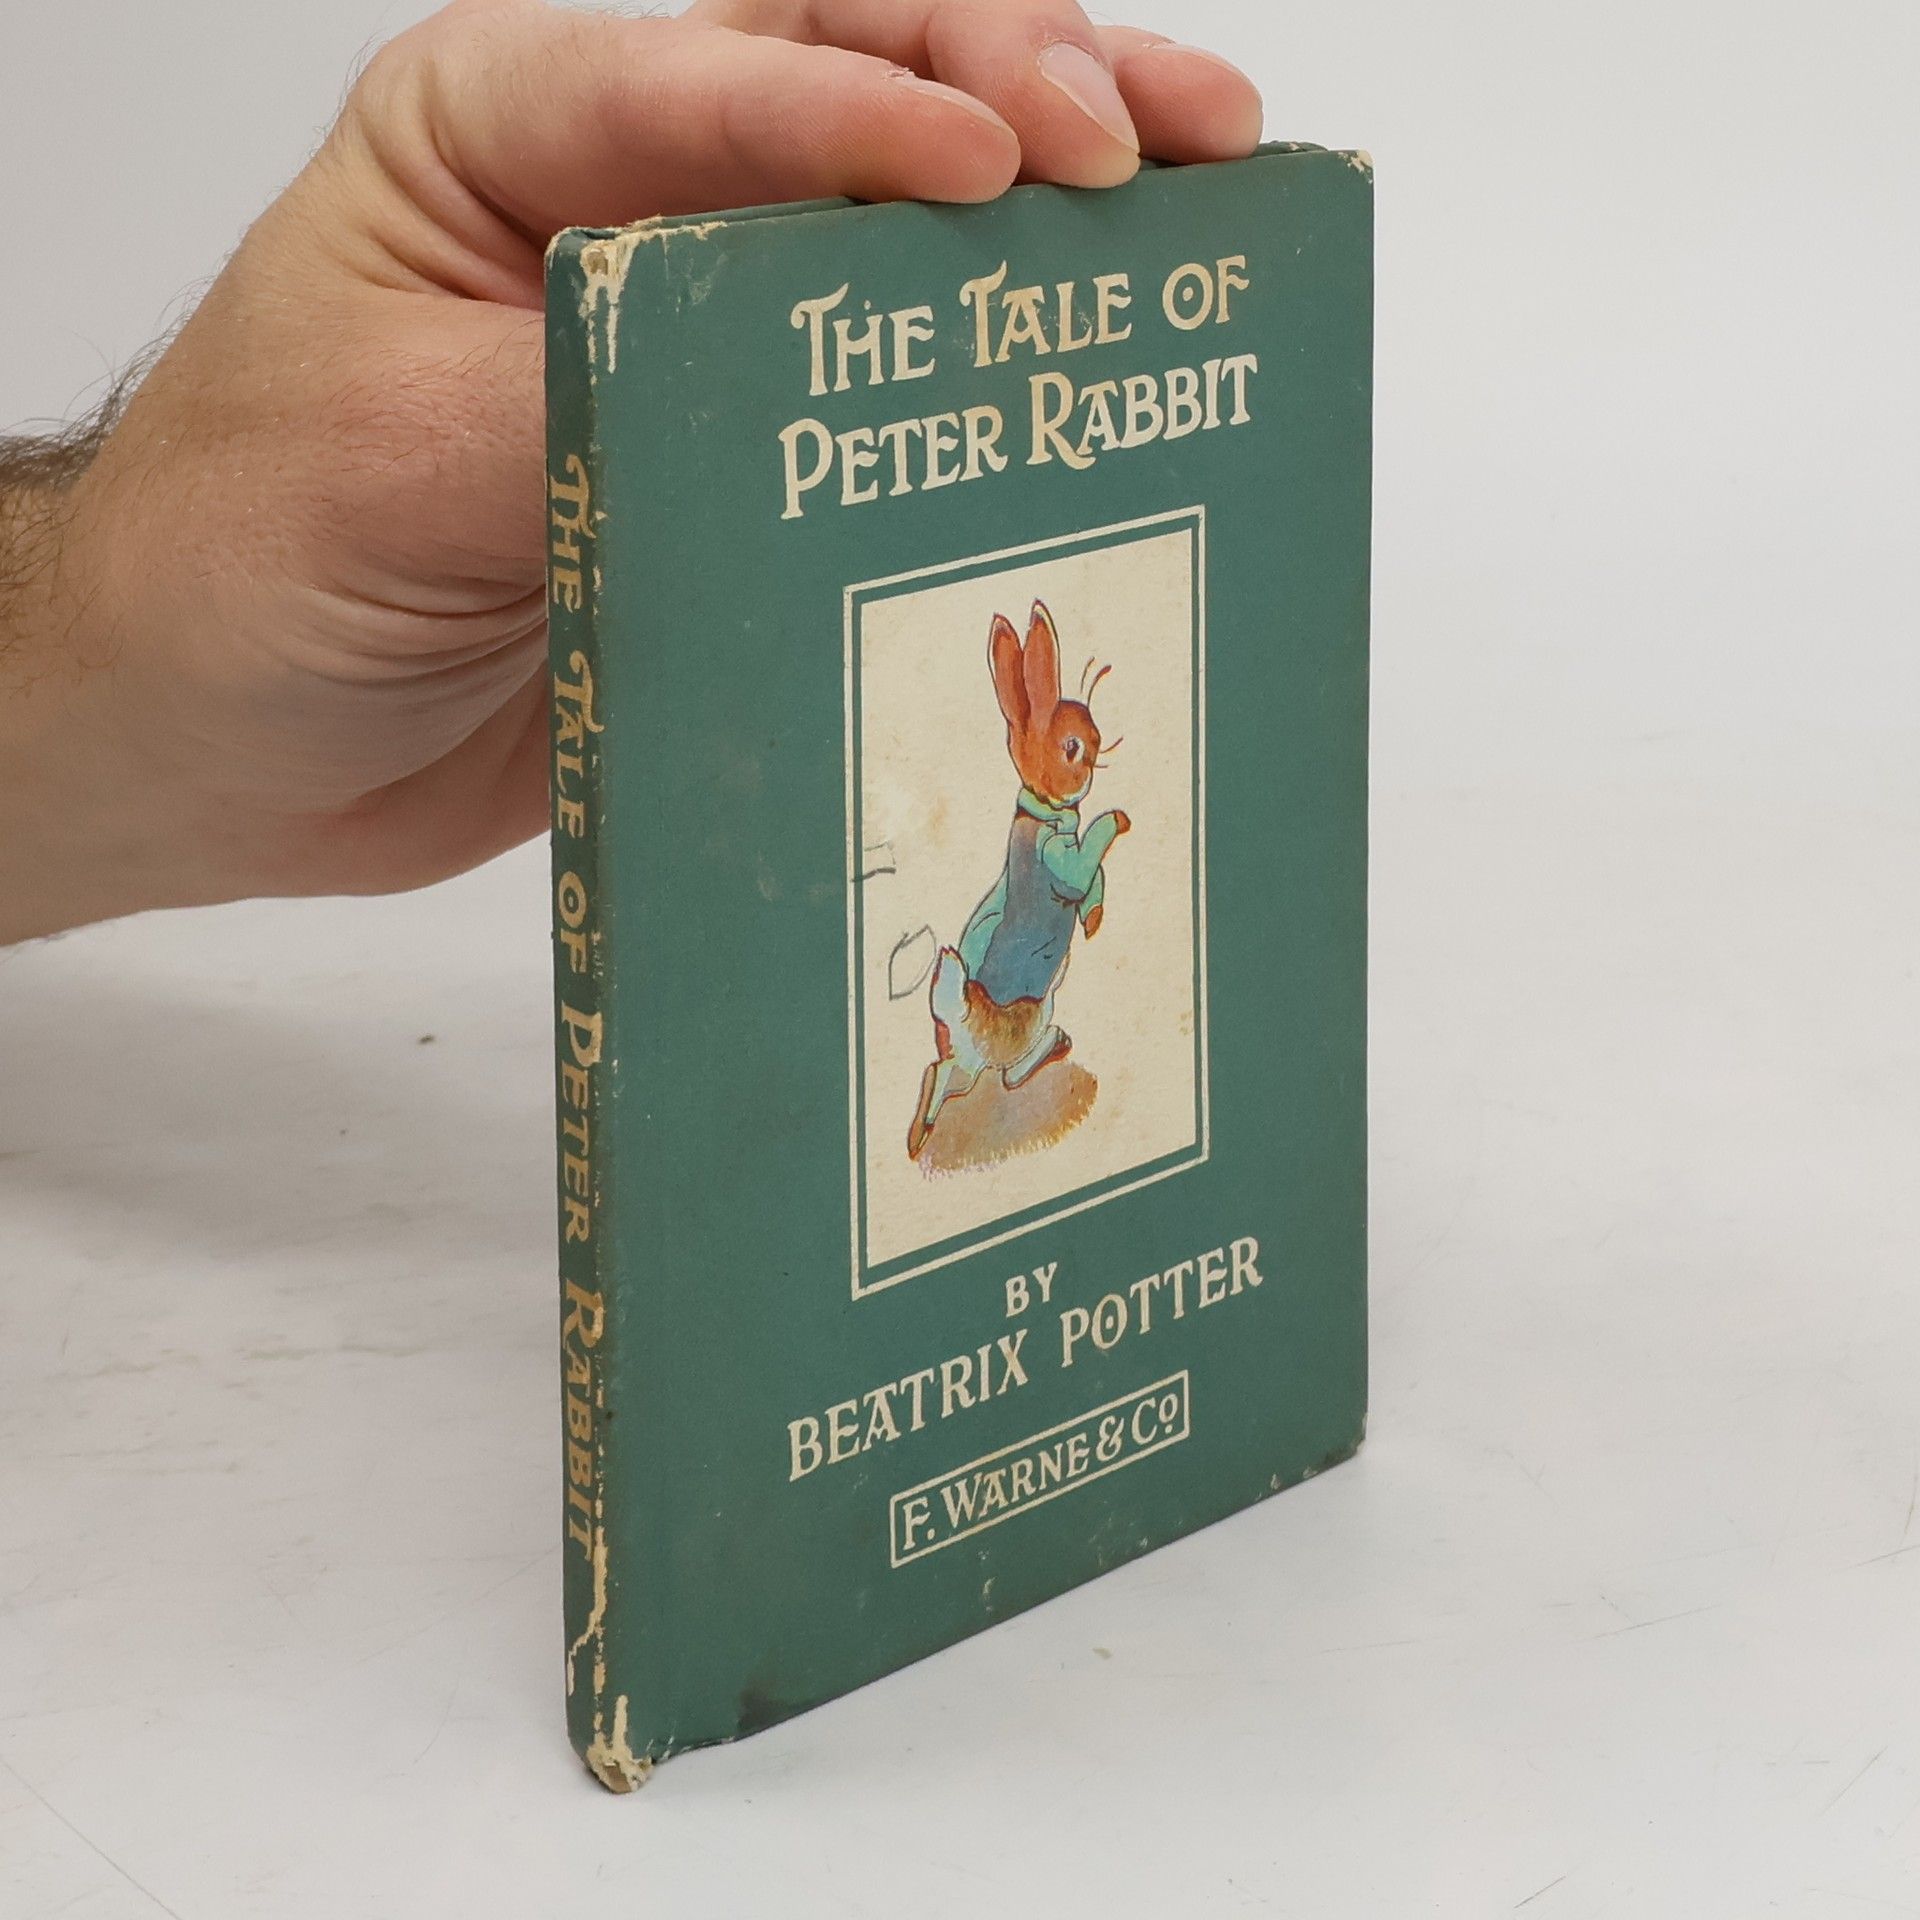 THE TALE OF
PETER RABBIT
BY
BEATRIX POTTER
F. WARNE & Cº
THE TALE OF PETER RABBIT